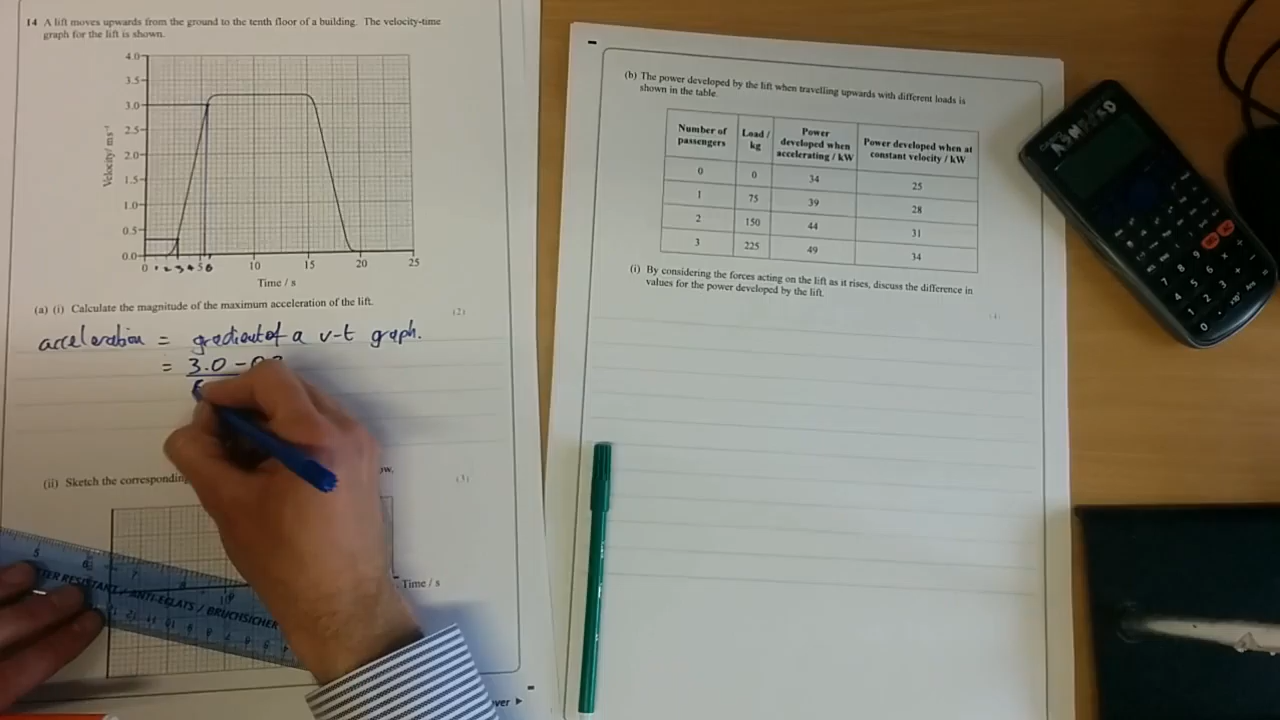 14 A lift moves upwards from the ground to the tenth floor of a building. The velocity-time
graph for the lift is shown.
4.0
3.5
3.0
2.5
2.0
1.5
1.0
0.5
0.0
Velocity / ms⁻¹
0 1 2 3 4 5 6 10 15 20 25
Time / s
(a) (i) Calculate the magnitude of the maximum acceleration of the lift.
(2)
acceleration = gradient of a v-t graph.
= 3.0 -
(ii) Sketch the corresponding
(3)
Time / s
(b) The power developed by the lift when travelling upwards with different loads is
shown in the table.
Number of passengers Load / kg Power developed when accelerating / kW Power developed when at constant velocity / kW
0 0 34 25
1 75 39 28
2 150 44 31
3 225 49 34
(i) By considering the forces acting on the lift as it rises, discuss the difference in
values for the power developed by the lift.
(4)